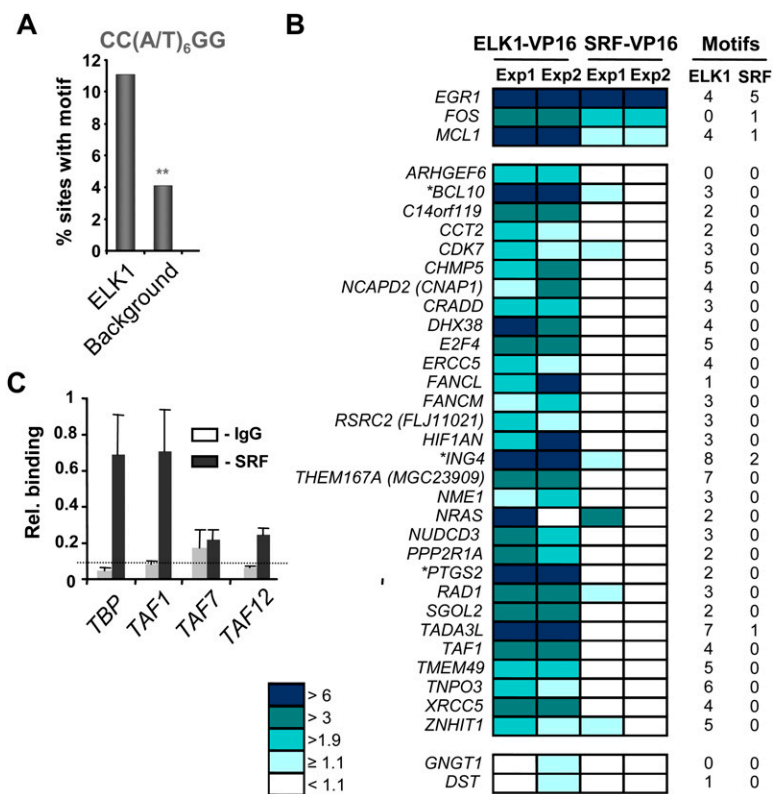 A
CC(A/T)6GG
% sites with motif
12
10
8
6
4
2
0
**
ELK1
Background
B
ELK1-VP16 SRF-VP16 Motifs
Exp1 Exp2 Exp1 Exp2 ELK1 SRF
EGR1 4 5
FOS 0 1
MCL1 4 1
ARHGEF6 0 0
*BCL10 3 0
C14orf119 2 0
CCT2 2 0
CDK7 3 0
CHMP5 5 0
NCAPD2 (CNAP1) 4 0
CRADD 3 0
DHX38 4 0
E2F4 5 0
ERCC5 4 0
FANCL 1 0
FANCM 3 0
RSRC2 (FLJ11021) 3 0
HIF1AN 3 0
*ING4 8 2
THEM167A (MGC23909) 7 0
NME1 3 0
NRAS 2 0
NUDCD3 3 0
PPP2R1A 2 0
*PTGS2 2 0
RAD1 3 0
SGOL2 2 0
TADA3L 7 1
TAF1 4 0
TMEM49 5 0
TNPO3 6 0
XRCC5 4 0
ZNHIT1 5 0
GNGT1 0 0
DST 1 0
C
Rel. binding
1
0.8
0.6
0.4
0.2
0
- IgG
- SRF
TBP
TAF1
TAF7
TAF12
> 6
> 3
>1.9
≥ 1.1
< 1.1